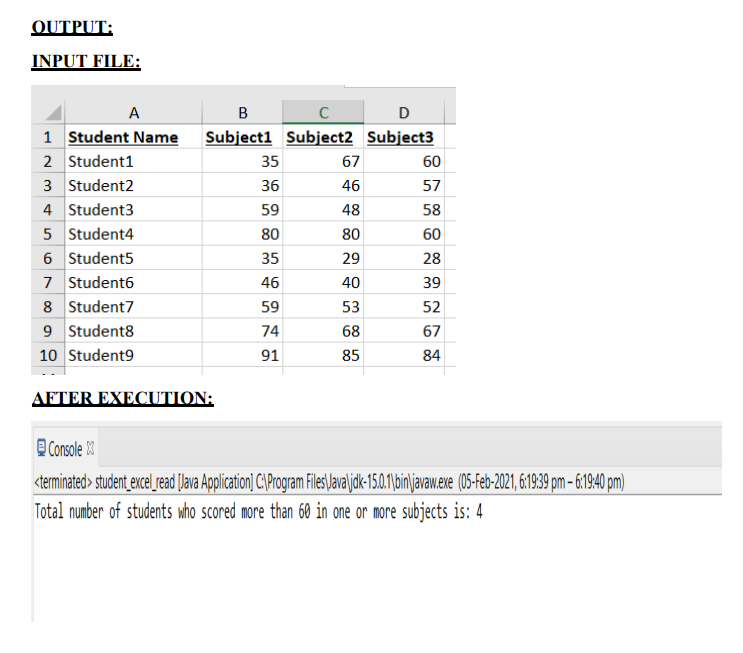 OUTPUT:
INPUT FILE:
A B C D
1 Student Name Subject1 Subject2 Subject3
2 Student1 35 67 60
3 Student2 36 46 57
4 Student3 59 48 58
5 Student4 80 80 60
6 Student5 35 29 28
7 Student6 46 40 39
8 Student7 59 53 52
9 Student8 74 68 67
10 Student9 91 85 84
AFTER EXECUTION:
Console
<terminated> student_excel_read [Java Application] C:\Program Files\Java\jdk-15.0.1\bin\javaw.exe (05-Feb-2021, 6:19:39 pm – 6:19:40 pm)
Total number of students who scored more than 60 in one or more subjects is: 4